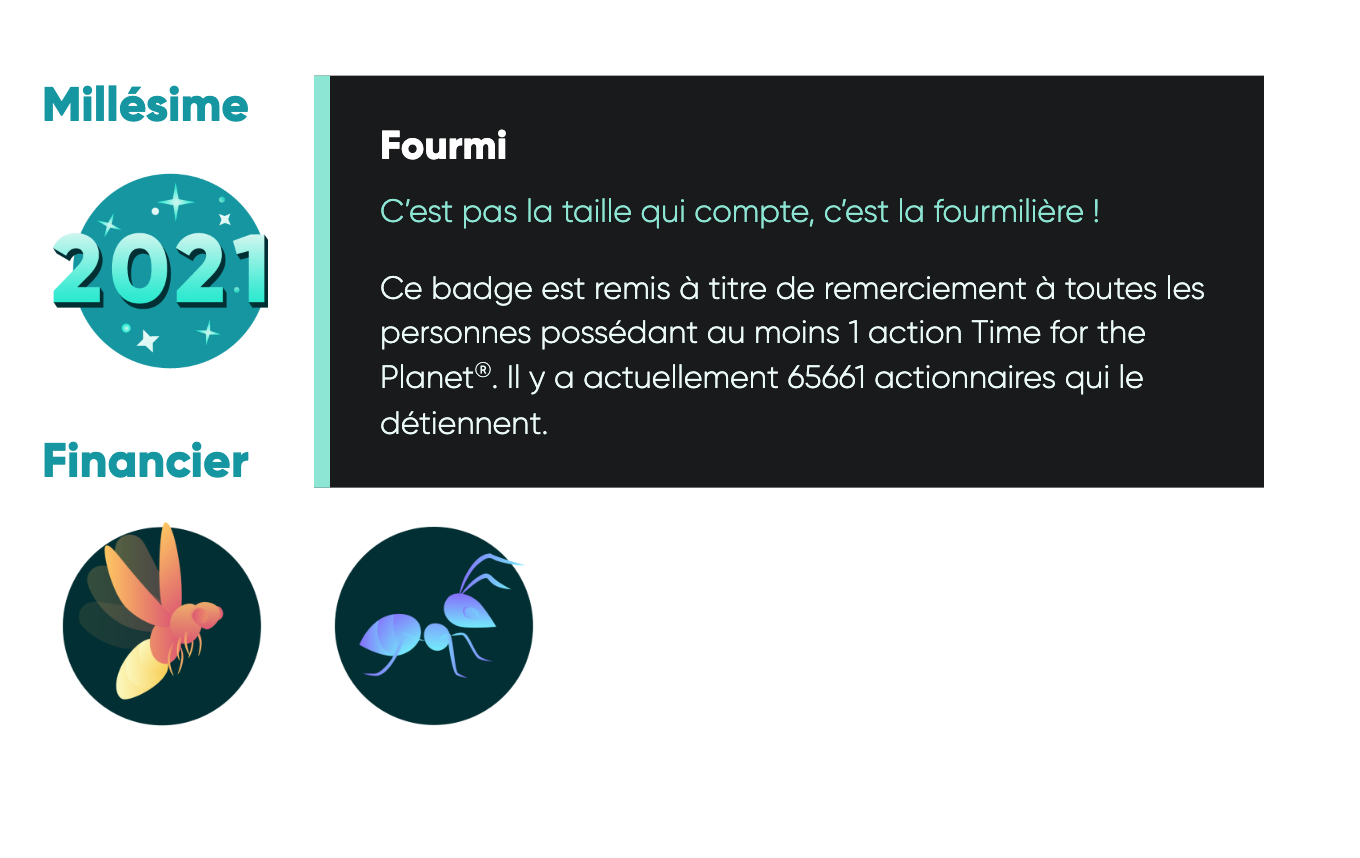 Millésime
2021
Fourmi
C’est pas la taille qui compte, c’est la fourmilière !
Ce badge est remis à titre de remerciement à toutes les
personnes possédant au moins 1 action Time for the
Planet®. Il y a actuellement 65661 actionnaires qui le
détiennent.
Financier